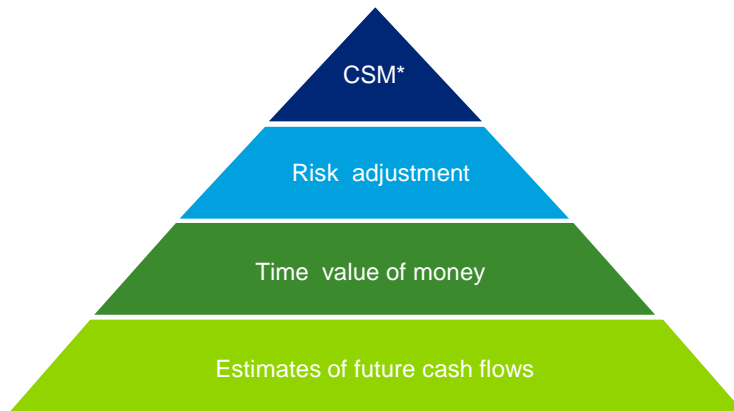 CSM*
Risk adjustment
Time value of money
Estimates of future cash flows